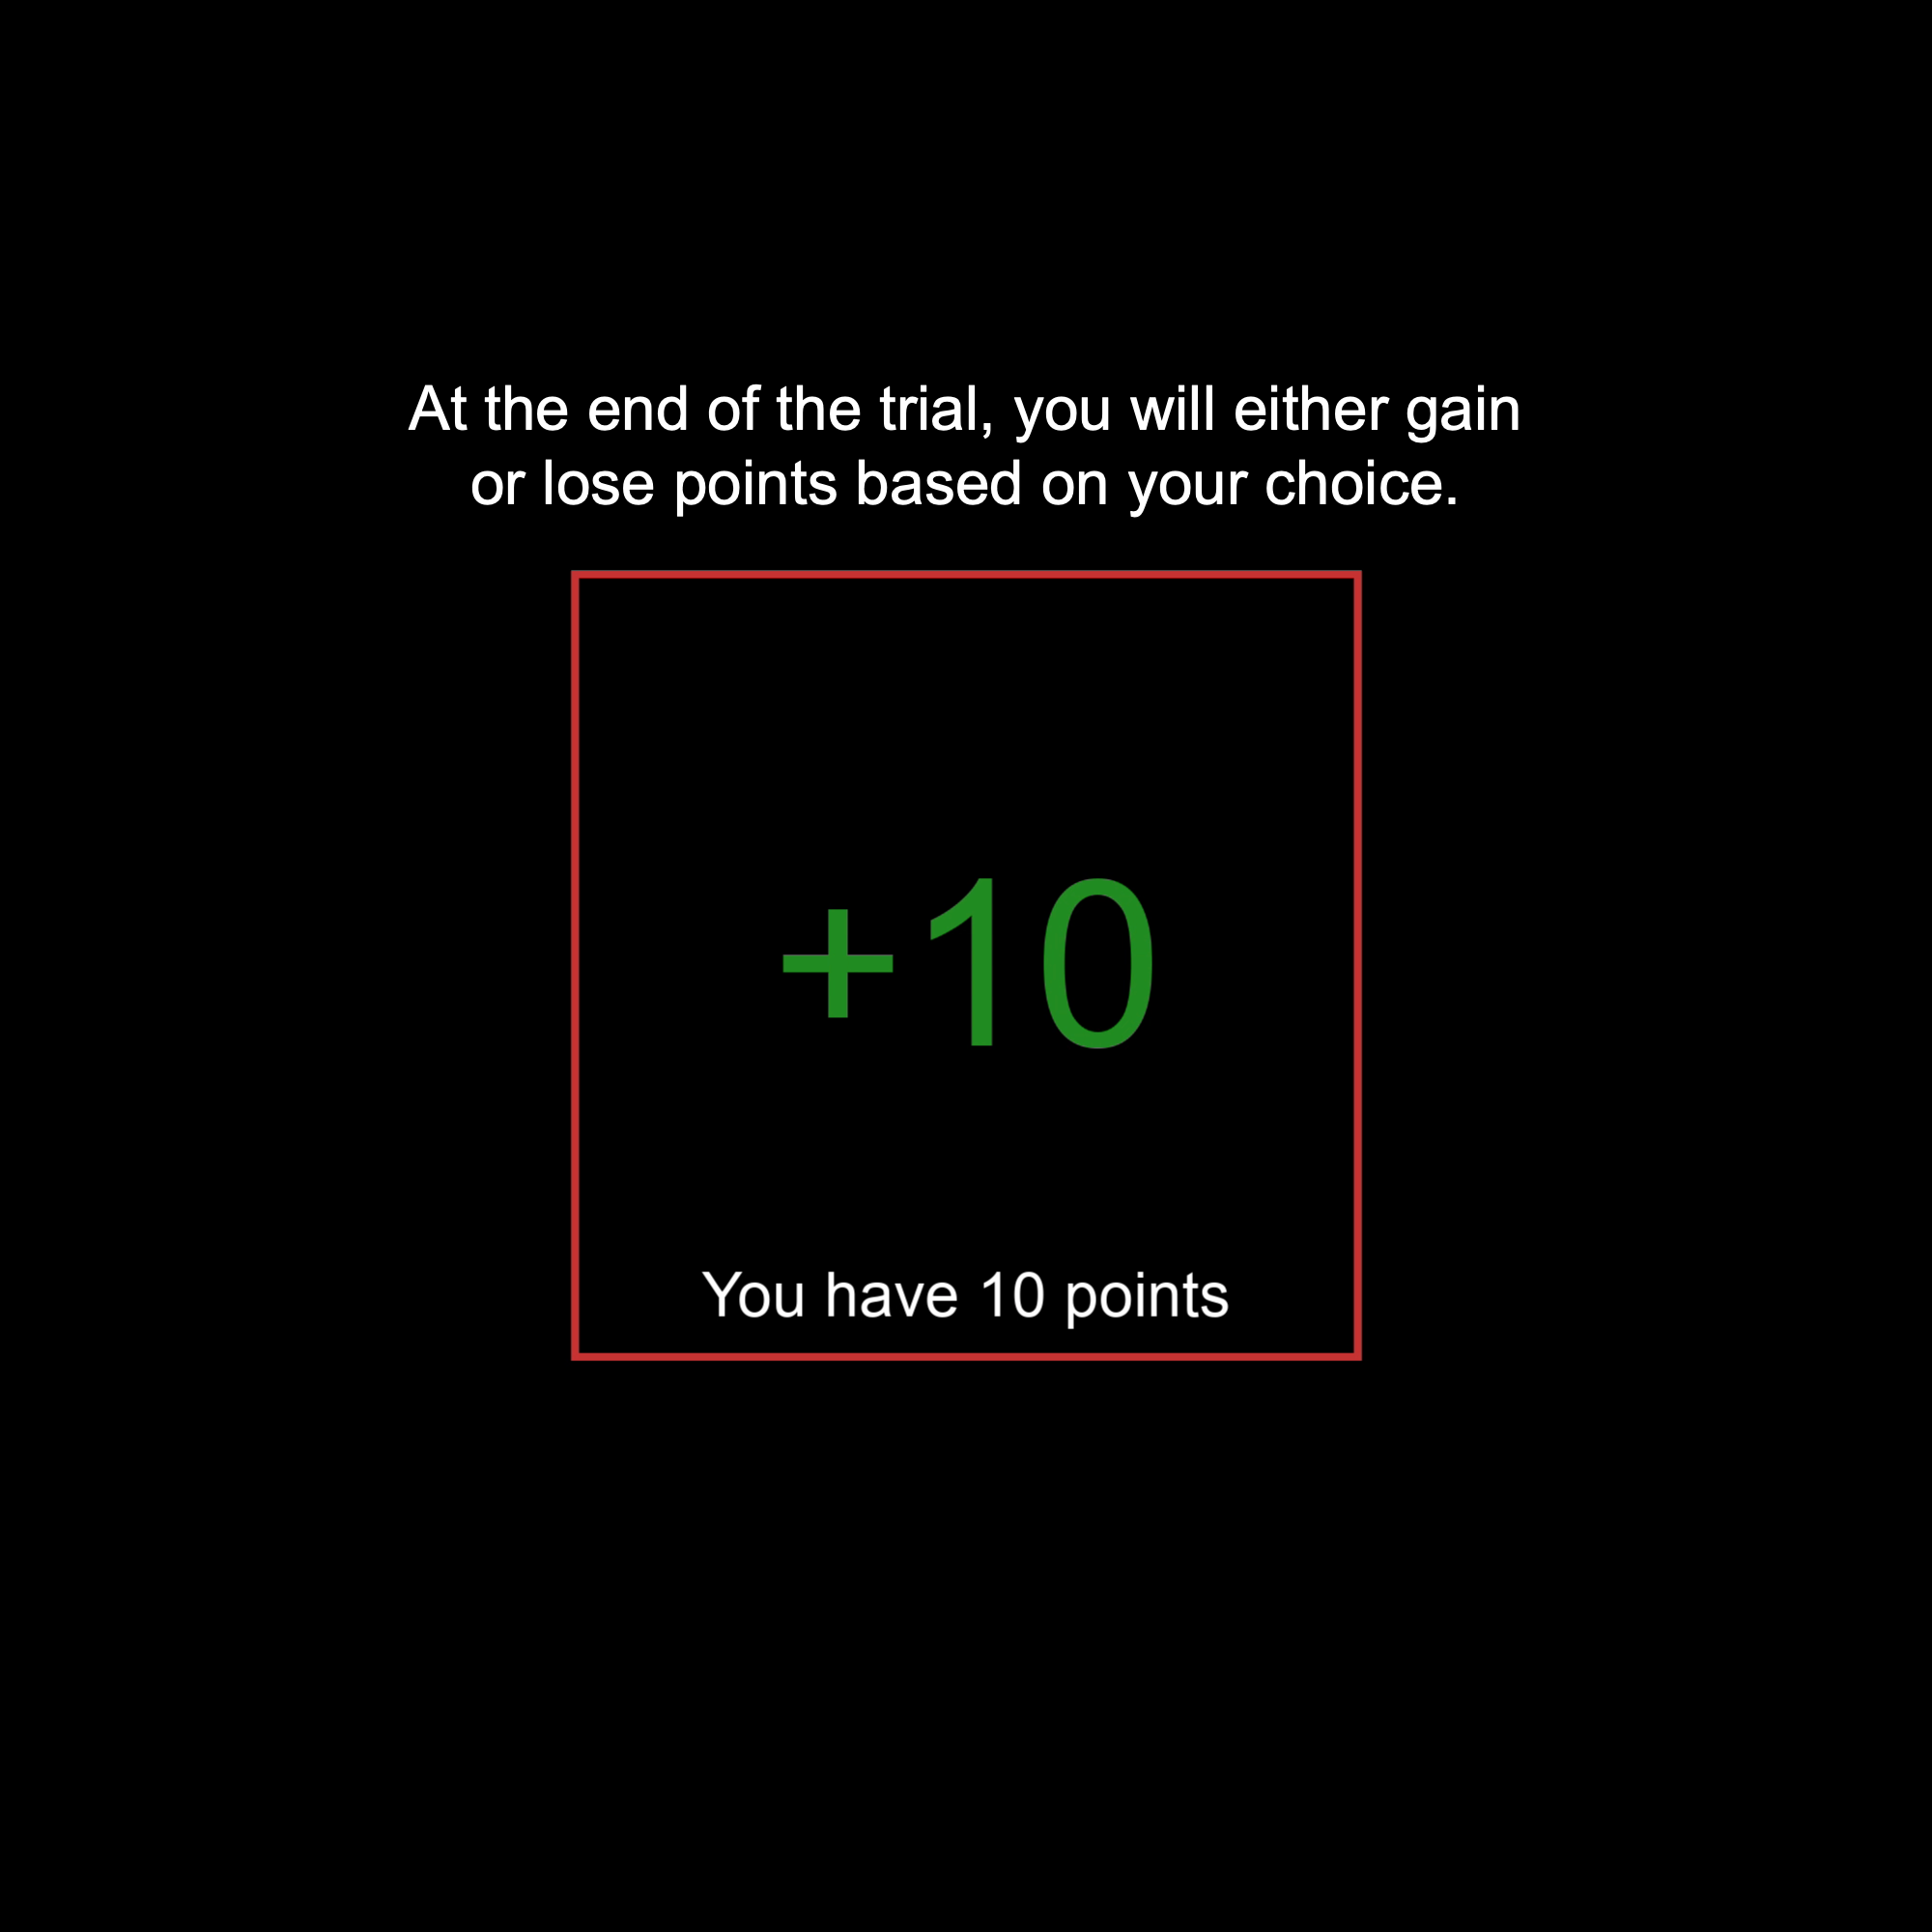 At the end of the trial, you will either gain
or lose points based on your choice.
+10
You have 10 points